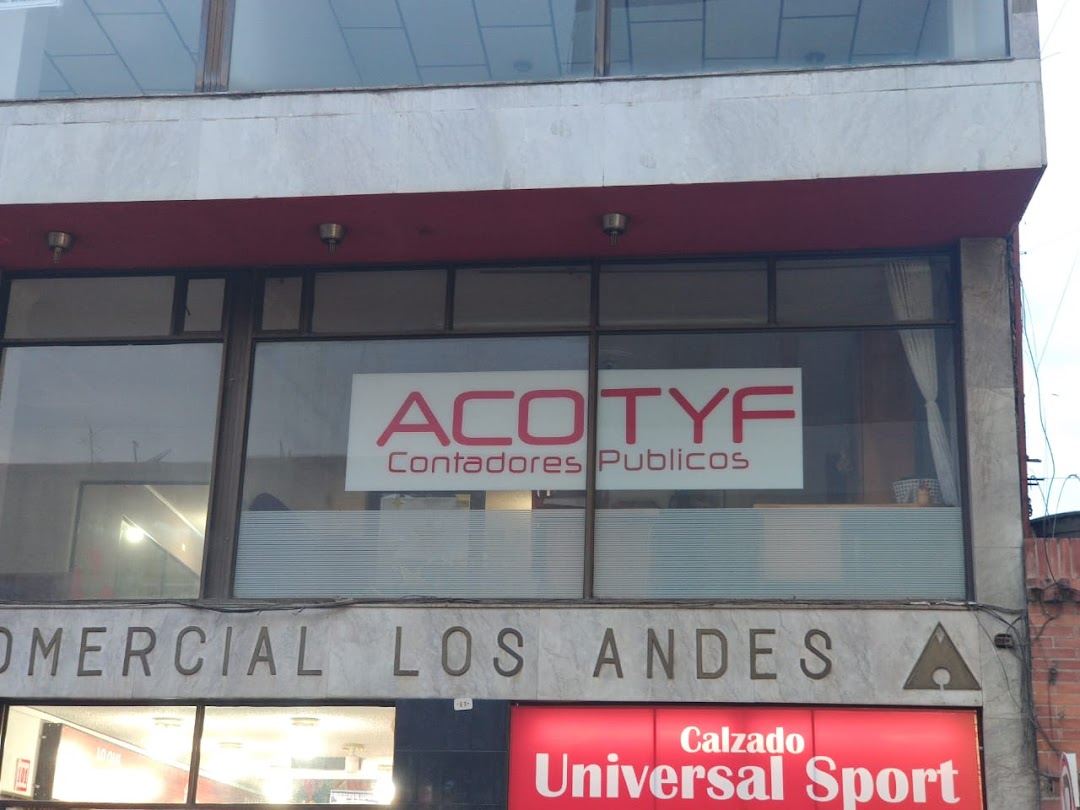 ACOTYF
Contadores Publicos
OMERCIAL LOS ANDES
Calzado
Universal Sport